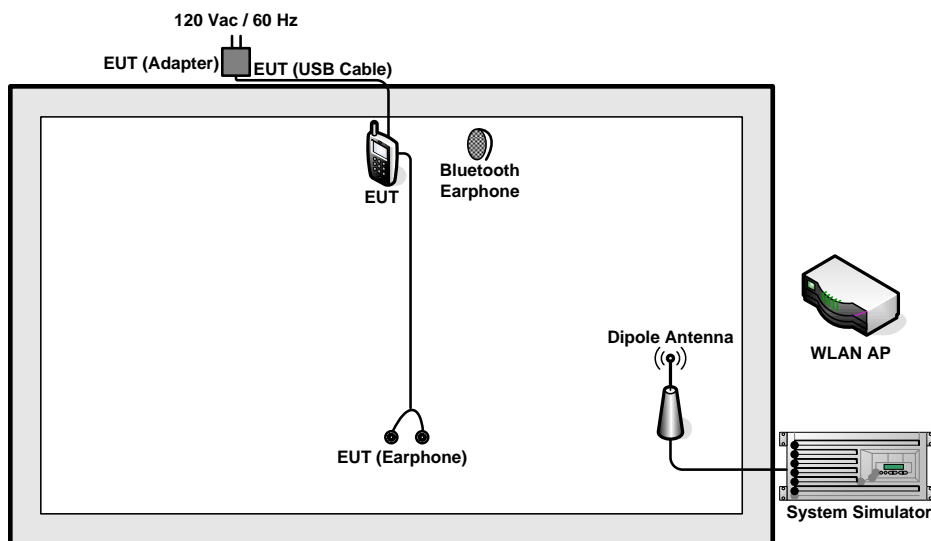 120 Vac / 60 Hz
EUT (Adapter)
EUT (USB Cable)
EUT
Bluetooth
Earphone
WLAN AP
Dipole Antenna
EUT (Earphone)
System Simulator